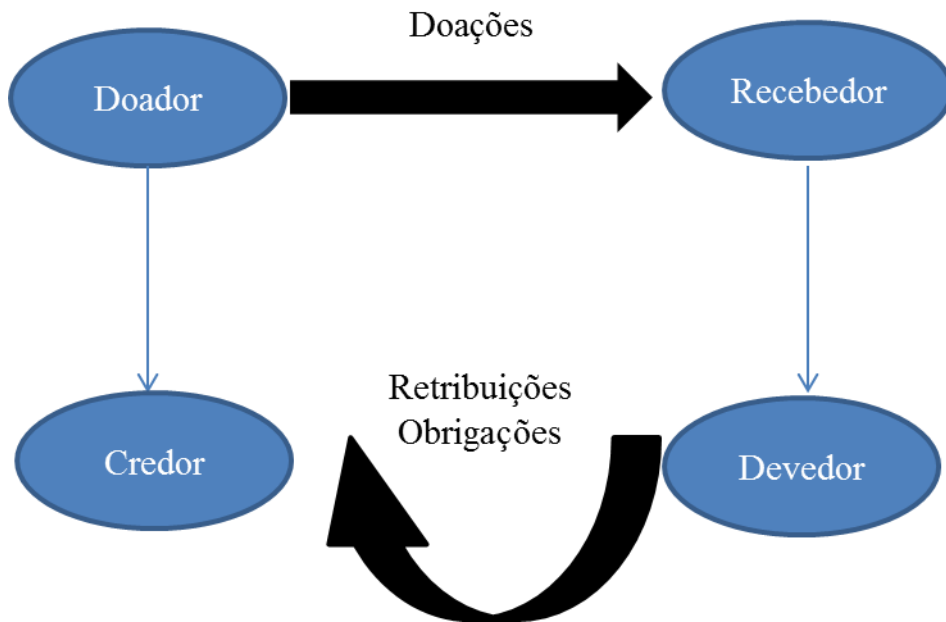 Doações
Doador
Recebedor
Retribuições
Obrigações
Credor
Devedor